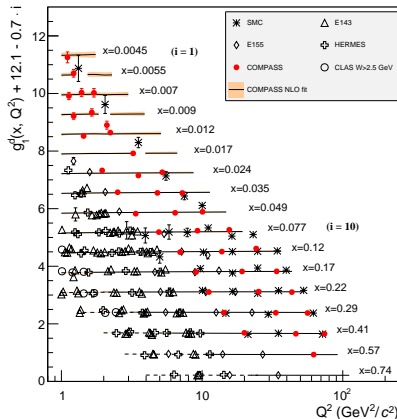 g₁ᵈ(x, Q²) + 12.1 - 0.7 · i
12
10
8
6
4
2
0
SMC
E143
E155
HERMES
COMPASS
CLAS W>2.5 GeV
COMPASS NLO fit
x=0.0045
(i = 1)
x=0.0055
x=0.007
x=0.009
x=0.012
x=0.017
x=0.024
x=0.035
x=0.049
(i = 10)
x=0.077
x=0.12
x=0.17
x=0.22
x=0.29
x=0.41
x=0.57
x=0.74
1
10
10²
Q² (GeV²/c²)